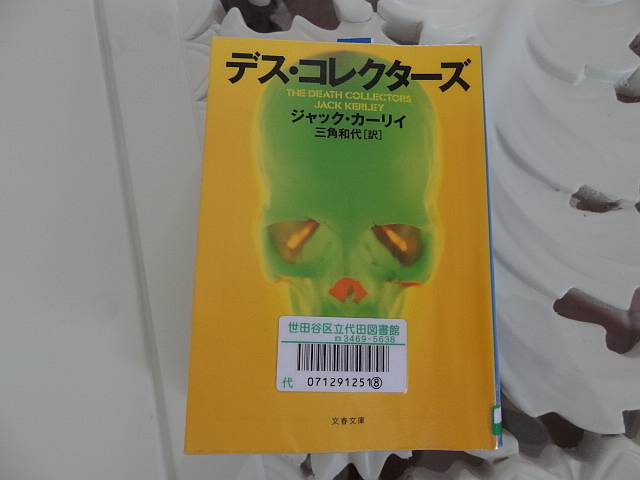 デス・コレクターズ
THE DEATH COLLECTORS
JACK KERLEY
ジャック・カーリイ
三角和代[訳]
世田谷区立代田図書館
☎3469-5638
代 071291251⑧
文春文庫